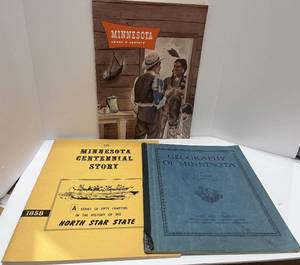 MINNESOTA
THE
MINNESOTA
CENTENNIAL
STORY
1858
A SERIES OF FIFTY CHAPTERS
IN THE HISTORY OF THE
NORTH STAR STATE
GEOGRAPHY
OF MINNESOTA